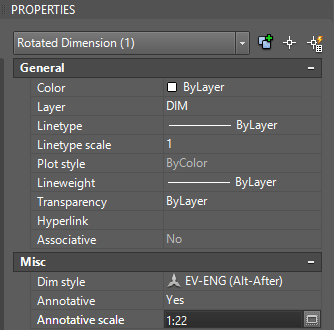 PROPERTIES
Rotated Dimension (1)
General
Color ByLayer
Layer DIM
Linetype ByLayer
Linetype scale 1
Plot style ByColor
Lineweight ByLayer
Transparency ByLayer
Hyperlink
Associative No
Misc
Dim style EV-ENG (Alt-After)
Annotative Yes
Annotative scale 1:22